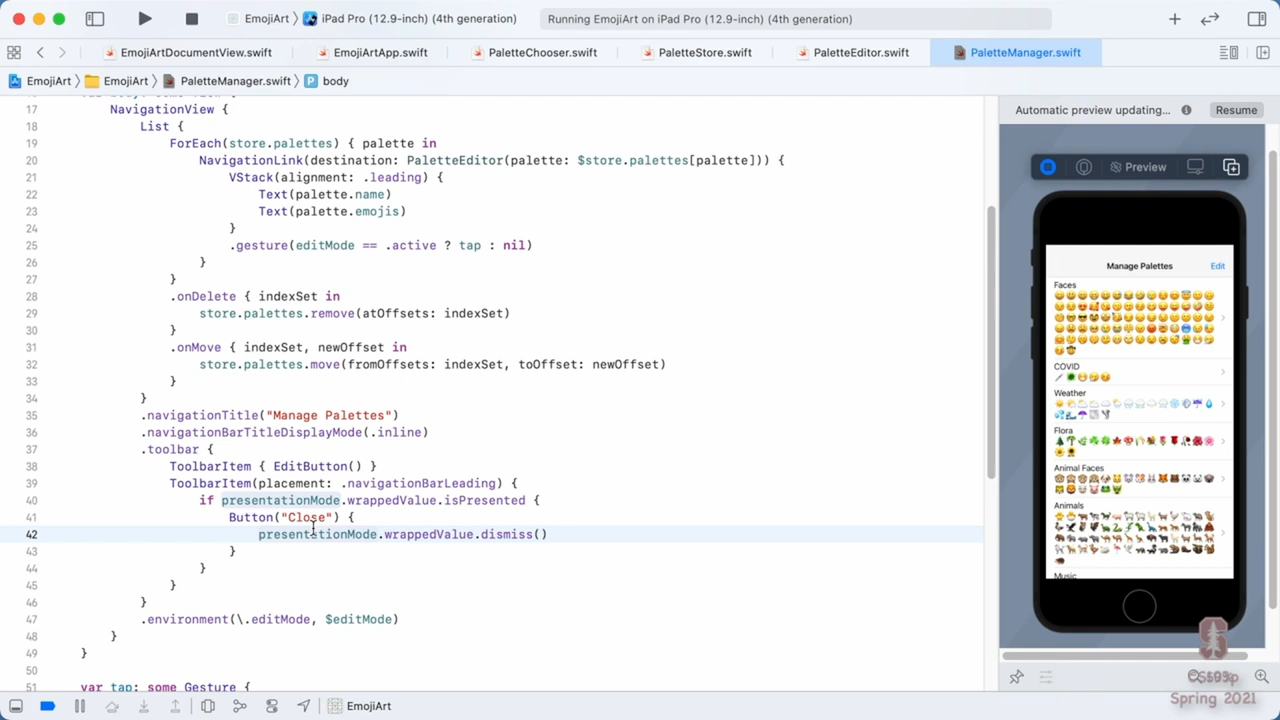 EmojiArt 〉 iPad Pro (12.9-inch) (4th generation)
Running EmojiArt on iPad Pro (12.9-inch) (4th generation)
EmojiArtDocumentView.swift
EmojiArtApp.swift
PaletteChooser.swift
PaletteStore.swift
PaletteEditor.swift
PaletteManager.swift
EmojiArt 〉 EmojiArt 〉 PaletteManager.swift 〉 P body
17 NavigationView {
18 List {
19 ForEach(store.palettes) { palette in
20 NavigationLink(destination: PaletteEditor(palette: $store.palettes[palette])) {
21 VStack(alignment: .leading) {
22 Text(palette.name)
23 Text(palette.emojis)
24 }
25 .gesture(editMode == .active ? tap : nil)
26 }
27 }
28 .onDelete { indexSet in
29 store.palettes.remove(atOffsets: indexSet)
30 }
31 .onMove { indexSet, newOffset in
32 store.palettes.move(fromOffsets: indexSet, toOffset: newOffset)
33 }
34 }
35 .navigationTitle("Manage Palettes")
36 .navigationBarTitleDisplayMode(.inline)
37 .toolbar {
38 ToolbarItem { EditButton() }
39 ToolbarItem(placement: .navigationBarLeading) {
40 if presentationMode.wrappedValue.isPresented {
41 Button("Close") {
42 presentationMode.wrappedValue.dismiss()
43 }
44 }
45 }
46 }
47 .environment(\.editMode, $editMode)
48 }
49 }
50
51 var tap: some Gesture {
Automatic preview updating...
Resume
Preview
Manage Palettes
Edit
Faces
COVID
Weather
Flora
Animal Faces
Animals
Music
CS193p
Spring 2021
EmojiArt